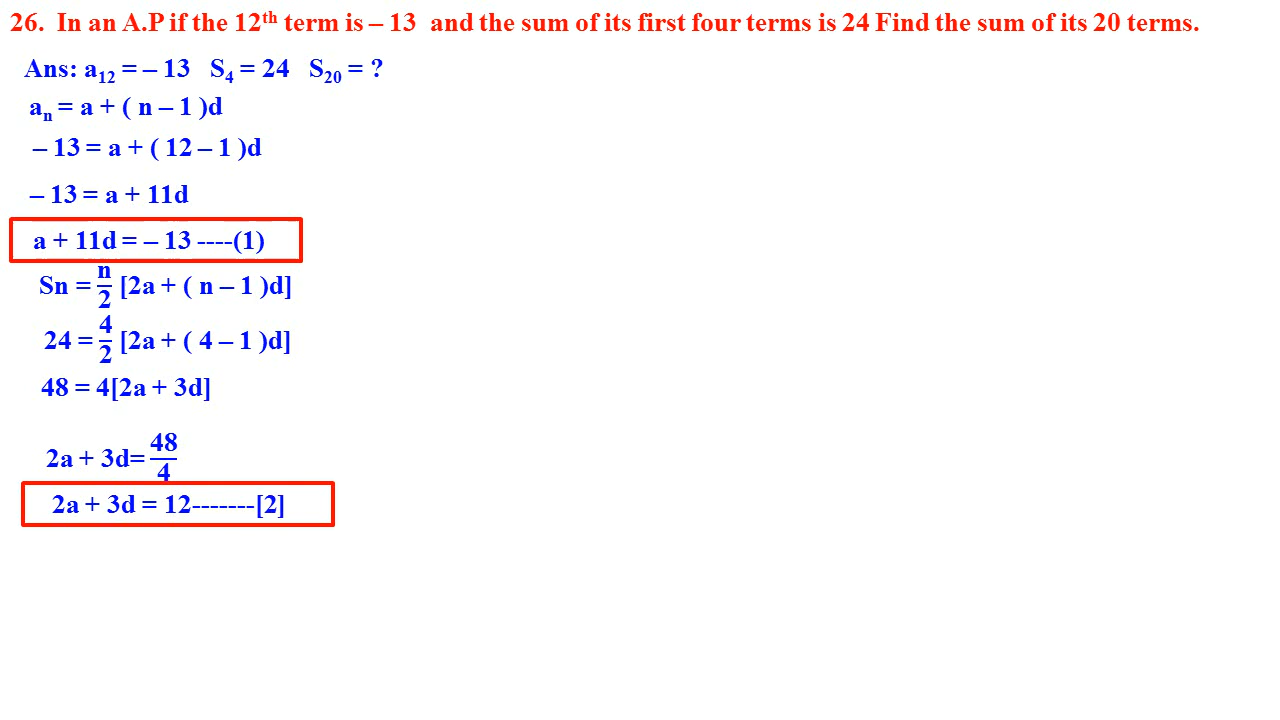 26. In an A.P if the 12th term is – 13 and the sum of its first four terms is 24 Find the sum of its 20 terms.
Ans: a₁₂ = – 13 S₄ = 24 S₂₀ = ?
aₙ = a + ( n – 1 )d
– 13 = a + ( 12 – 1 )d
– 13 = a + 11d
a + 11d = – 13 ----(1)
Sn = n/2 [2a + ( n – 1 )d]
24 = 4/2 [2a + ( 4 – 1 )d]
48 = 4[2a + 3d]
2a + 3d= 48/4
2a + 3d = 12-------[2]